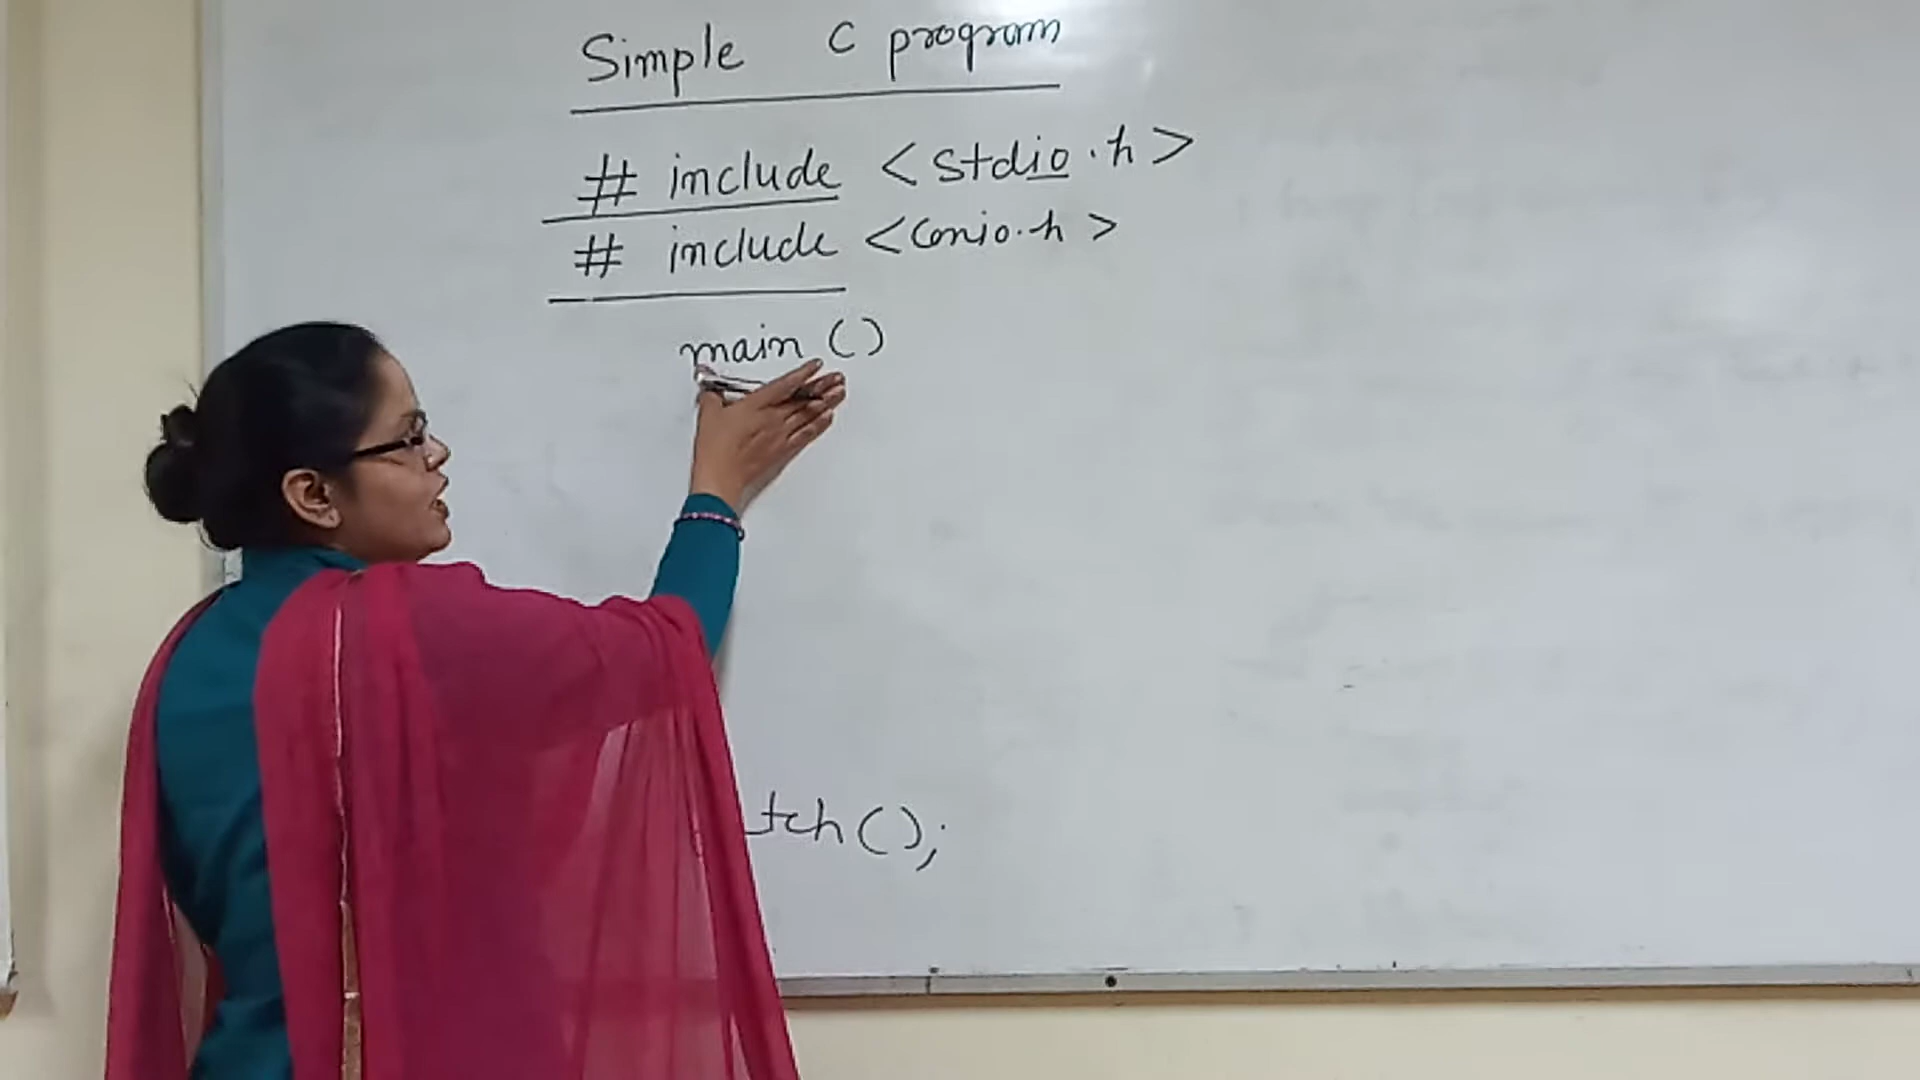 Simple C program
# include <stdio.h>
# include <conio.h>
main ()
tch();